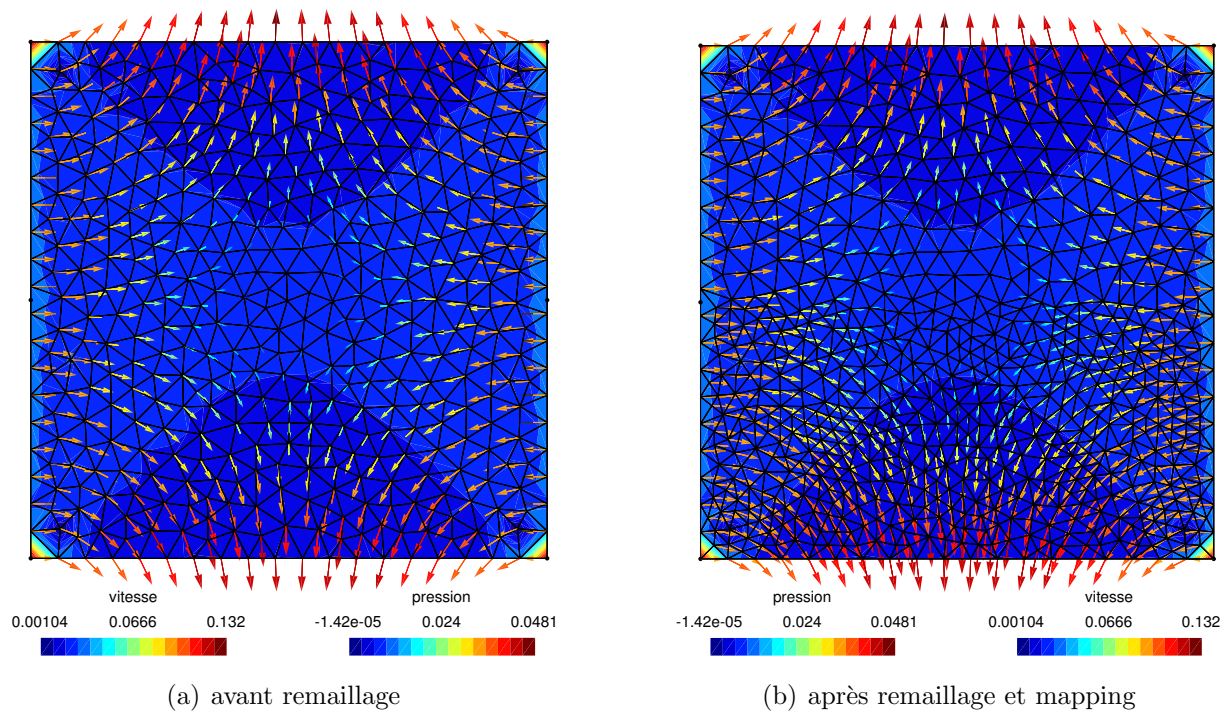 vitesse
0.00104 0.0666 0.132
pression
-1.42e-05 0.024 0.0481
(a) avant remaillage
pression
-1.42e-05 0.024 0.0481
vitesse
0.00104 0.0666 0.132
(b) après remaillage et mapping